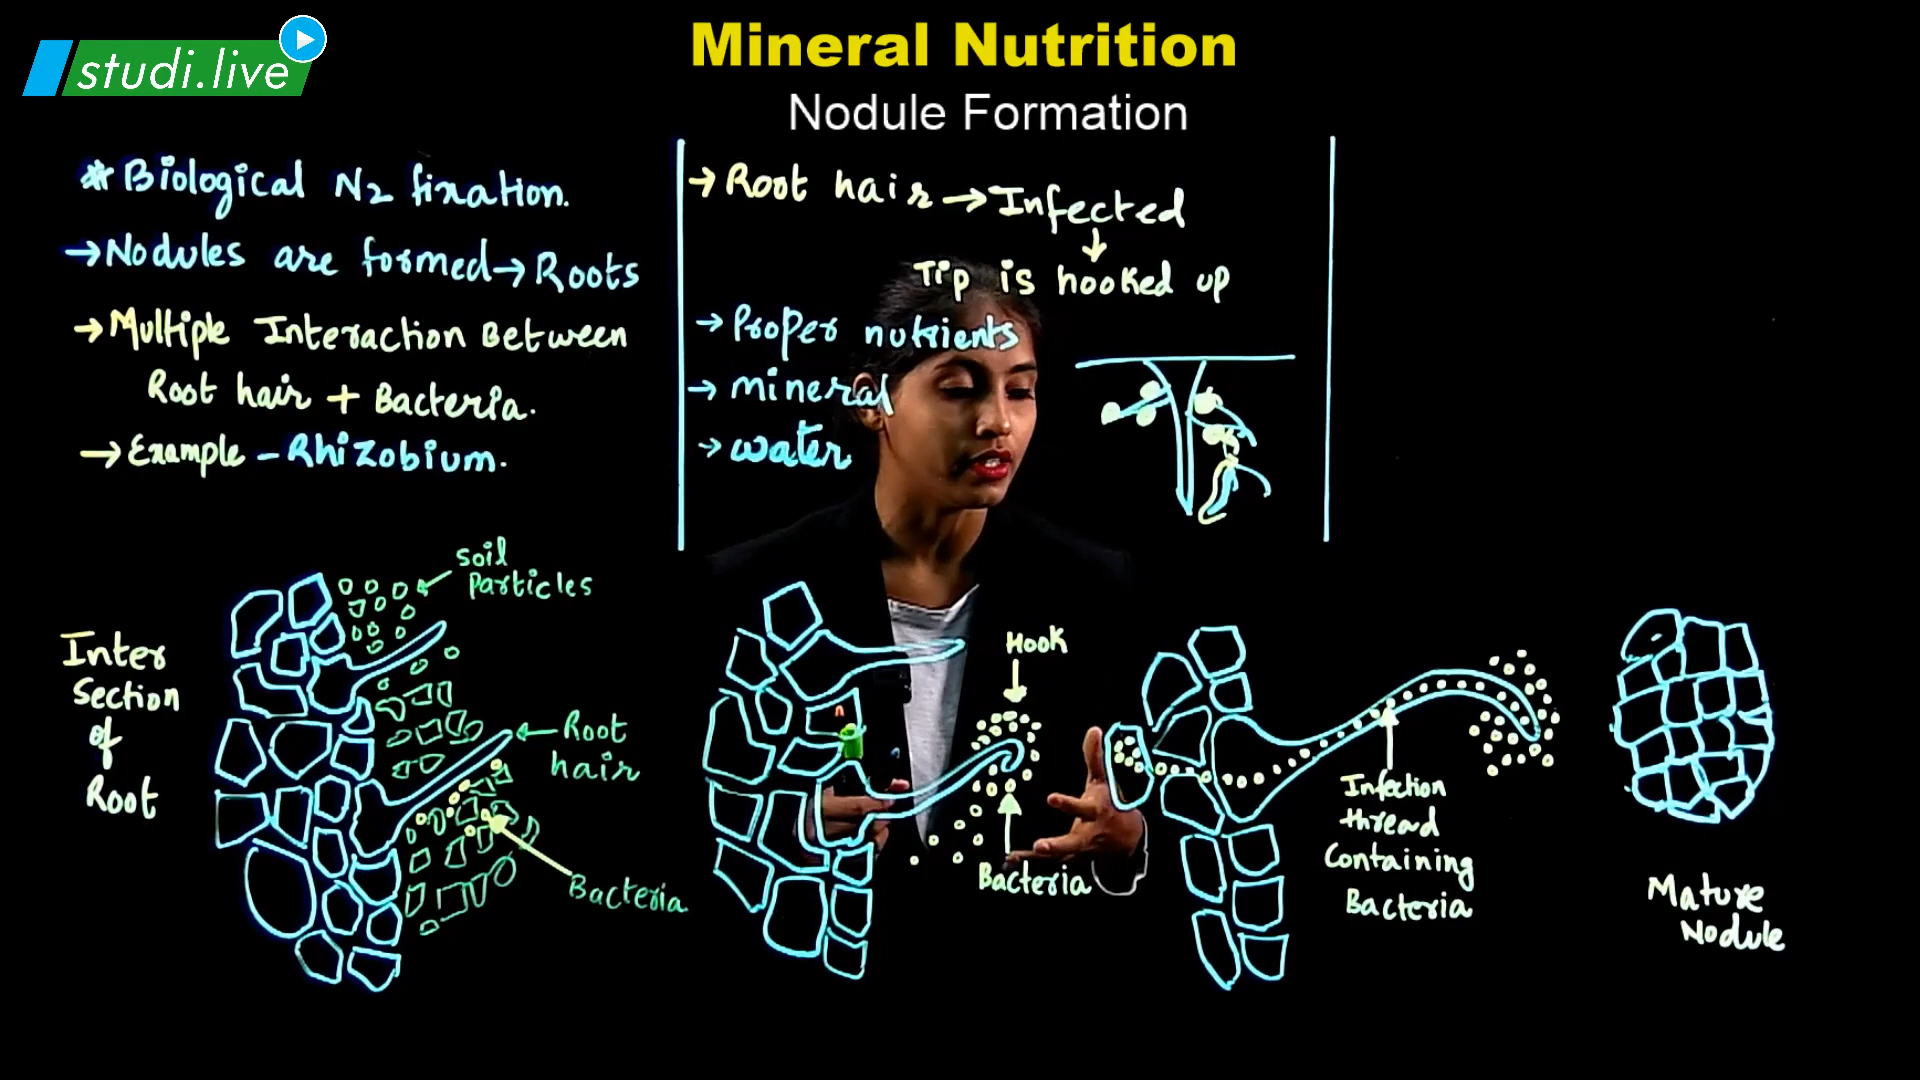 studi.live
Mineral Nutrition
Nodule Formation
* Biological N2 fixation.
→ Nodules are formed → Roots
→ Multiple Interaction Between
Root hair + Bacteria.
→ Example - Rhizobium.
→ Root hair → Infected
↓
Tip is hooked up
→ Proper nutrients
→ mineral
→ water
soil
particles
Inter
Section
of
Root
Root
hair
Bacteria
Hook
Bacteria
Infection
thread
Containing
Bacteria
Mature
Nodule